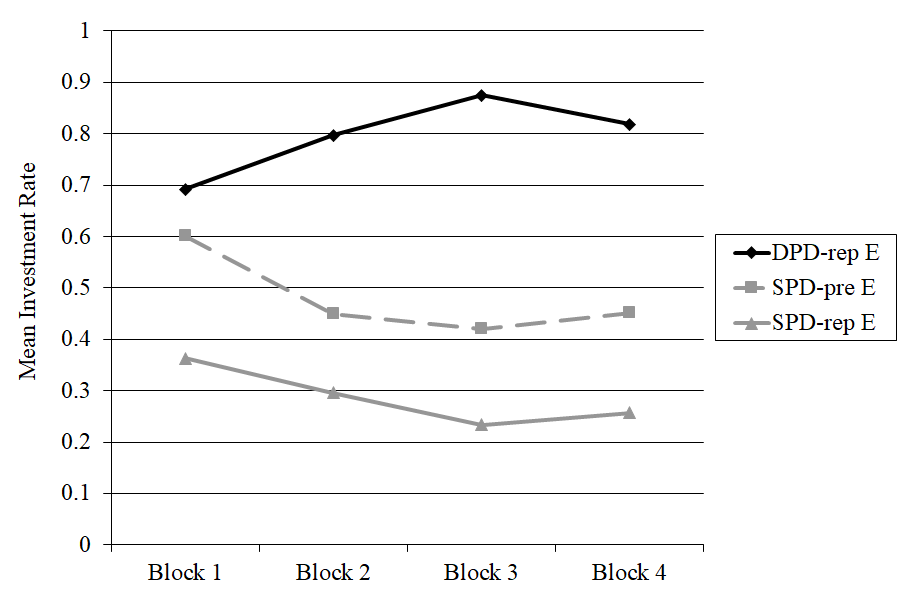 1
0.9
0.8
0.7
0.6
0.5
0.4
0.3
0.2
0.1
0
Mean Investment Rate
Block 1
Block 2
Block 3
Block 4
DPD-rep E
SPD-pre E
SPD-rep E